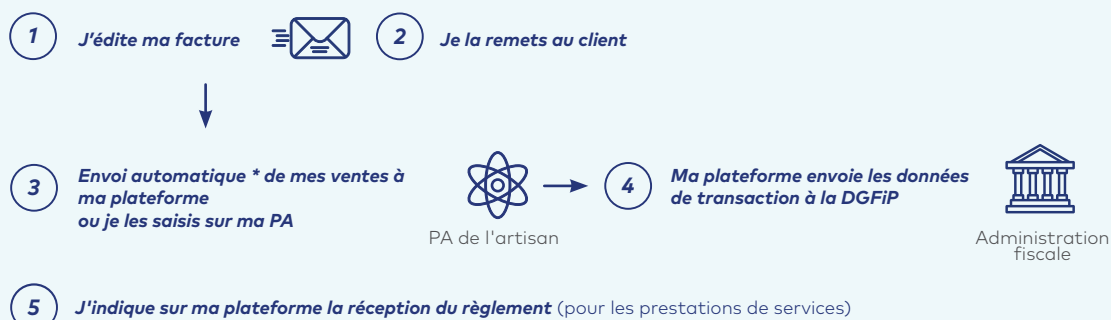 1 J'édite ma facture 2 Je la remets au client
3 Envoi automatique * de mes ventes à
ma plateforme
ou je les saisis sur ma PA
PA de l'artisan
4 Ma plateforme envoie les données
de transaction à la DGFiP
Administration
fiscale
5 J'indique sur ma plateforme la réception du règlement (pour les prestations de services)